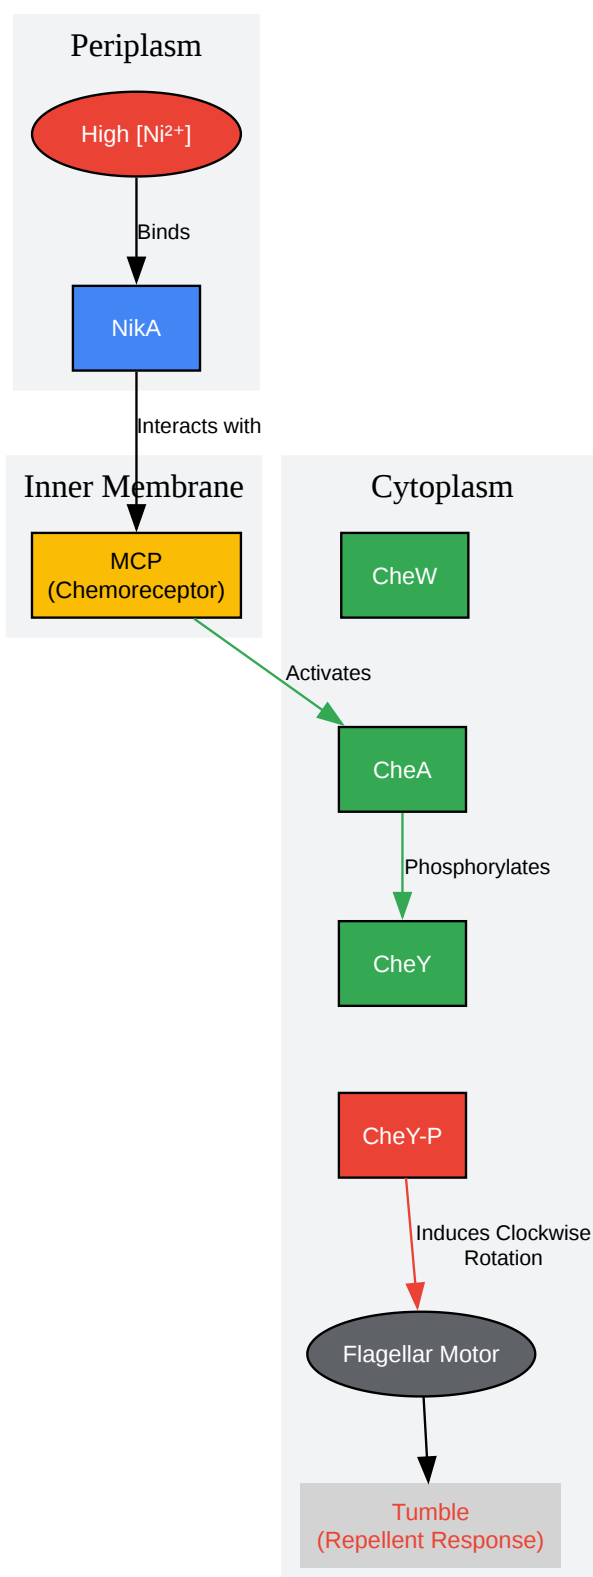 Periplasm
High [Ni²⁺]
Binds
NikA
Interacts with
Inner Membrane
MCP
(Chemoreceptor)
Cytoplasm
CheW
Activates
CheA
Phosphorylates
CheY
CheY-P
Induces Clockwise
Rotation
Flagellar Motor
Tumble
(Repellent Response)